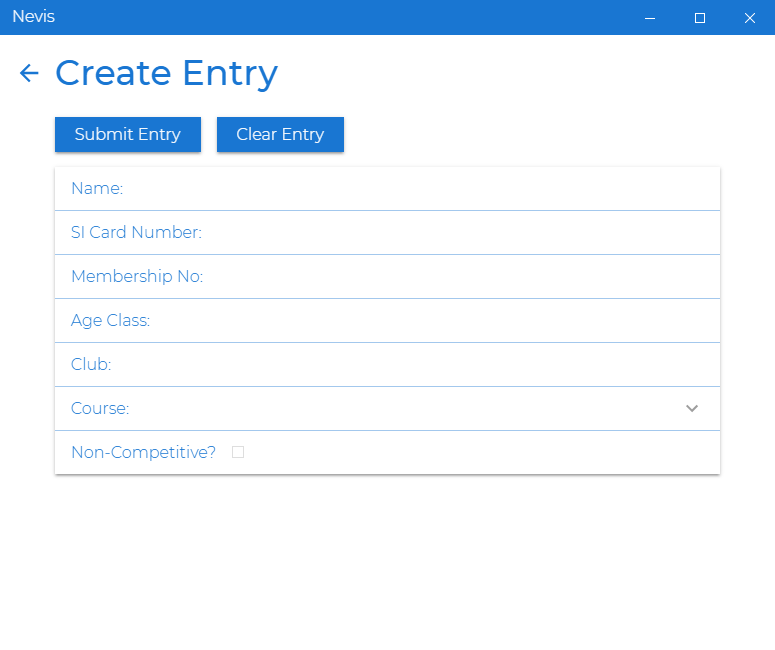 Nevis
Create Entry
Submit Entry Clear Entry
Name:
SI Card Number:
Membership No:
Age Class:
Club:
Course:
Non-Competitive?